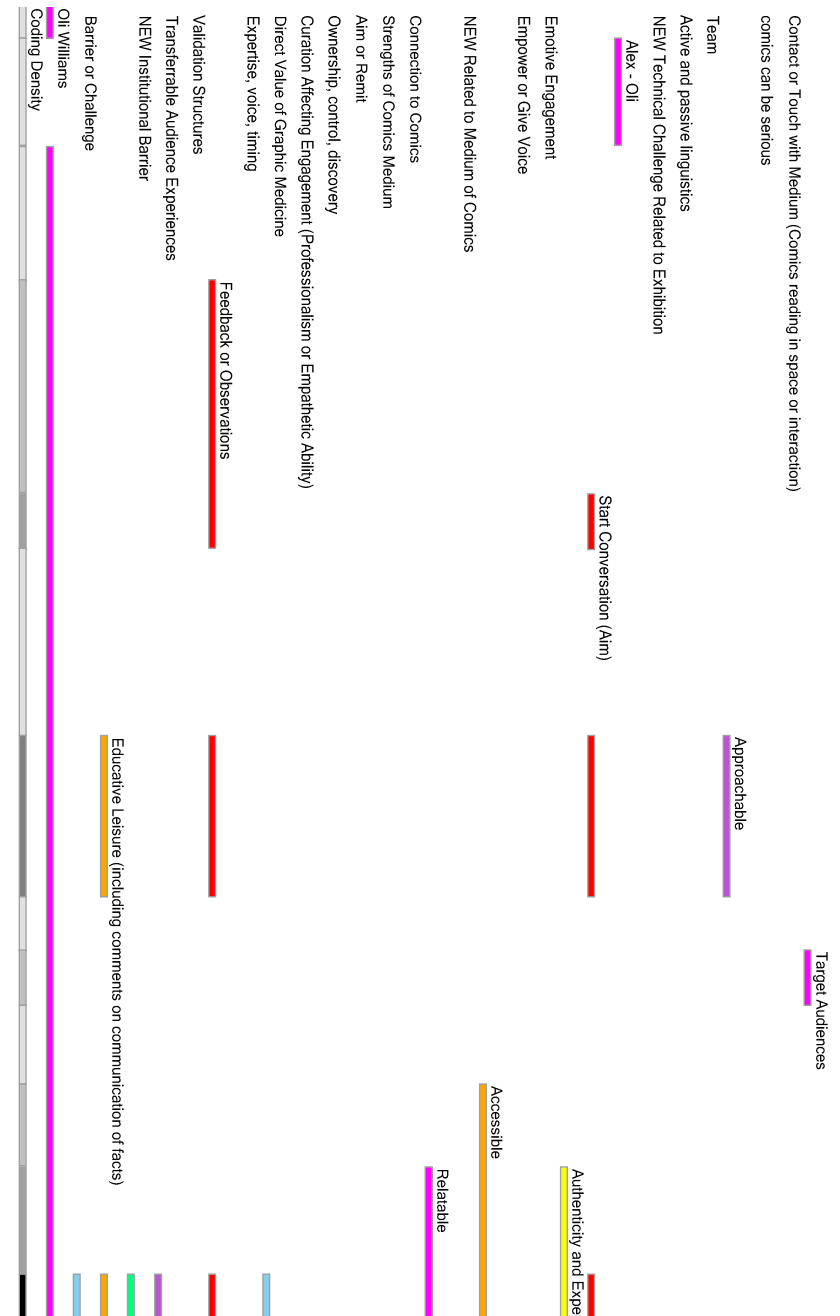 Target Audiences
Contact or Touch with Medium (Comics reading in space or interaction)
comics can be serious
Approachable
Team
Active and passive linguistics
NEW Technical Challenge Related to Exhibition
Alex - Oli
Start Conversation (Aim)
Authenticity and Expe
Emotive Engagement
Empower or Give Voice
Accessible
NEW Related to Medium of Comics
Relatable
Connection to Comics
Strengths of Comics Medium
Aim or Remit
Ownership, control, discovery
Curation Affecting Engagement (Professionalism or Empathetic Ability)
Direct Value of Graphic Medicine
Expertise, voice, timing
Feedback or Observations
Validation Structures
Transferrable Audience Experiences
NEW Institutional Barrier
Educative Leisure (including comments on communication of facts)
Barrier or Challenge
Oli Williams
Coding Density